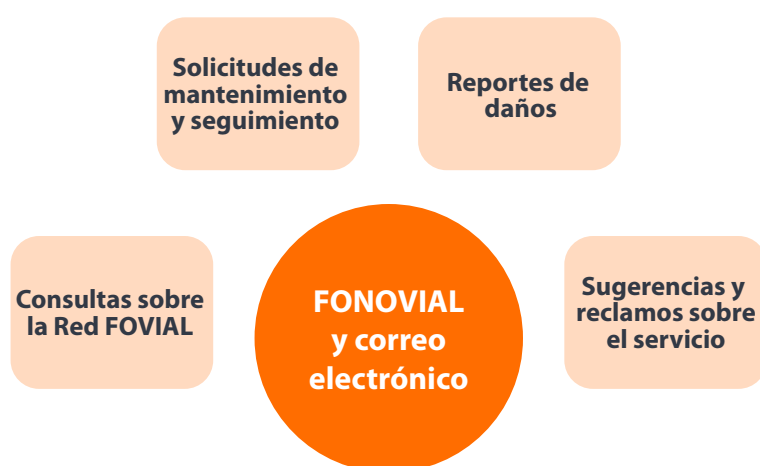 Solicitudes de
mantenimiento
y seguimiento
Reportes de
daños
Consultas sobre
la Red FOVIAL
FONOVIAL
y correo
electrónico
Sugerencias y
reclamos sobre
el servicio